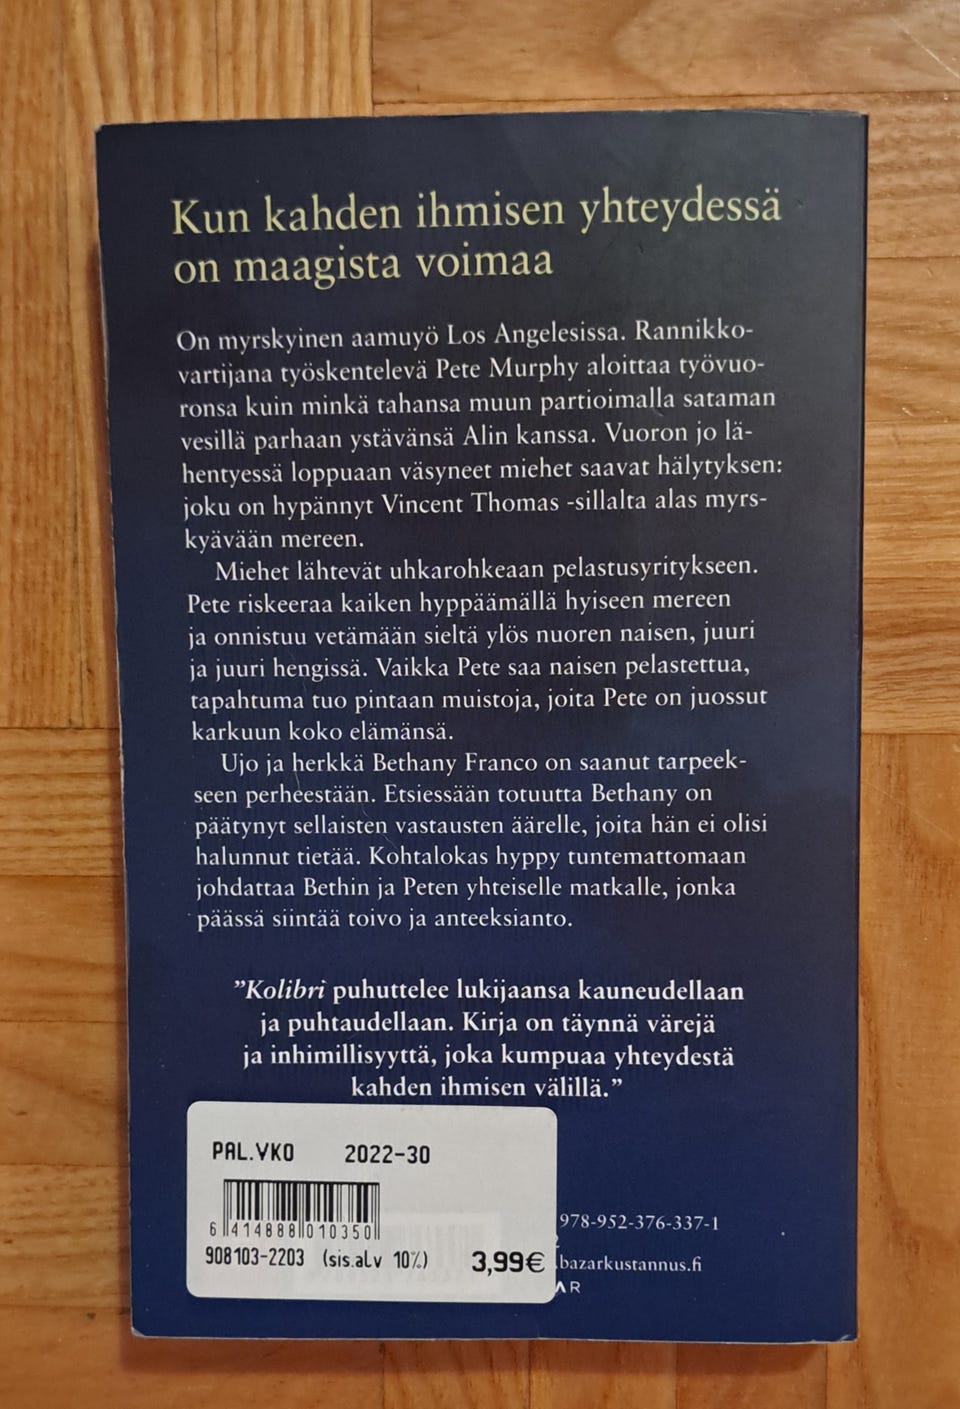 Kun kahden ihmisen yhteydessä
on maagista voimaa
On myrskyinen aamuyö Los Angelesissa. Rannikko-
vartijana työskentelevä Pete Murphy aloittaa työvuo-
ronsa kuin minkä tahansa muun partioimalla sataman
vesillä parhaan ystävänsä Alin kanssa. Vuoron jo lä-
hentyessä loppuaan väsyneet miehet saavat hälytyksen:
joku on hypännyt Vincent Thomas -sillalta alas myrs-
kyävään mereen.
Miehet lähtevät uhkarohkeaan pelastusyritykseen.
Pete riskeeraa kaiken hyppäämällä hyiseen mereen
ja onnistuu vetämään sieltä ylös nuoren naisen, juuri
ja juuri hengissä. Vaikka Pete saa naisen pelastettua,
tapahtuma tuo pintaan muistoja, joita Pete on juossut
karkuun koko elämänsä.
Ujo ja herkkä Bethany Franco on saanut tarpeek-
seen perheestään. Etsiessään totuutta Bethany on
päätynyt sellaisten vastausten äärelle, joita hän ei olisi
halunnut tietää. Kohtalokas hyppy tuntemattomaan
johdattaa Bethin ja Peten yhteiselle matkalle, jonka
päässä siintää toivo ja anteeksianto.
”Kolibri puhuttelee lukijaansa kauneudellaan
ja puhtaudellaan. Kirja on täynnä värejä
ja inhimillisyyttä, joka kumpuaa yhteydestä
kahden ihmisen välillä.”
PAL.VKO 2022-30
6 414888 010350
908103-2203 (sis.alv 10%) 3,99€
978-952-376-337-1
2
.bazarkustannus.fi
AR